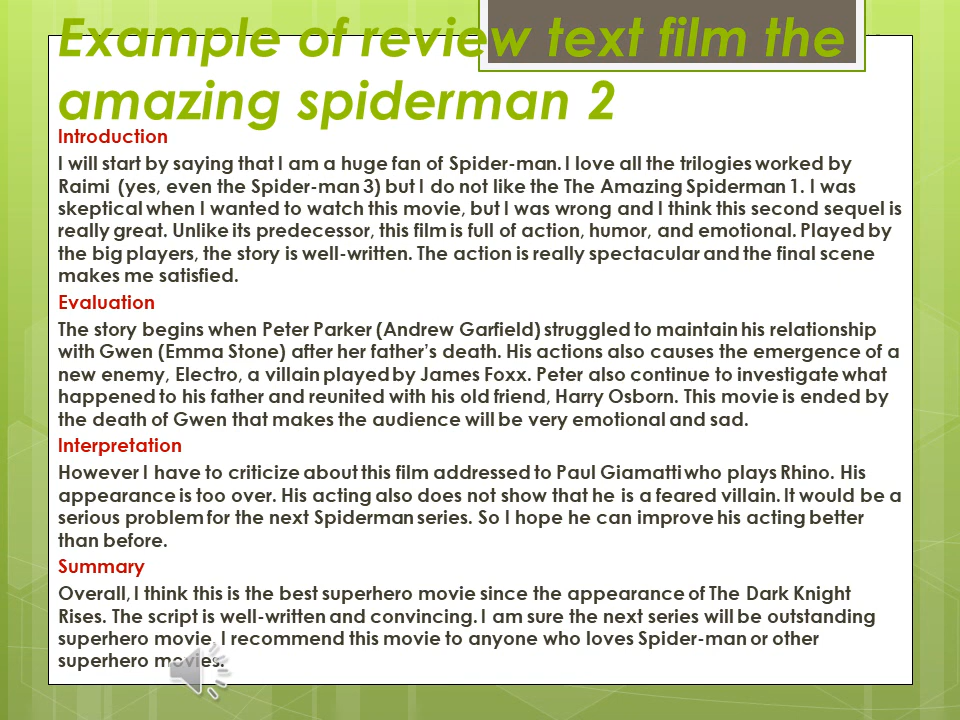 Example of review text film the
amazing spiderman 2
Introduction
I will start by saying that I am a huge fan of Spider-man. I love all the trilogies worked by
Raimi (yes, even the Spider-man 3) but I do not like the The Amazing Spiderman 1. I was
skeptical when I wanted to watch this movie, but I was wrong and I think this second sequel is
really great. Unlike its predecessor, this film is full of action, humor, and emotional. Played by
the big players, the story is well-written. The action is really spectacular and the final scene
makes me satisfied.
Evaluation
The story begins when Peter Parker (Andrew Garfield) struggled to maintain his relationship
with Gwen (Emma Stone) after her father’s death. His actions also causes the emergence of a
new enemy, Electro, a villain played by James Foxx. Peter also continue to investigate what
happened to his father and reunited with his old friend, Harry Osborn. This movie is ended by
the death of Gwen that makes the audience will be very emotional and sad.
Interpretation
However I have to criticize about this film addressed to Paul Giamatti who plays Rhino. His
appearance is too over. His acting also does not show that he is a feared villain. It would be a
serious problem for the next Spiderman series. So I hope he can improve his acting better
than before.
Summary
Overall, I think this is the best superhero movie since the appearance of The Dark Knight
Rises. The script is well-written and convincing. I am sure the next series will be outstanding
superhero movie. I recommend this movie to anyone who loves Spider-man or other
superhero movies.